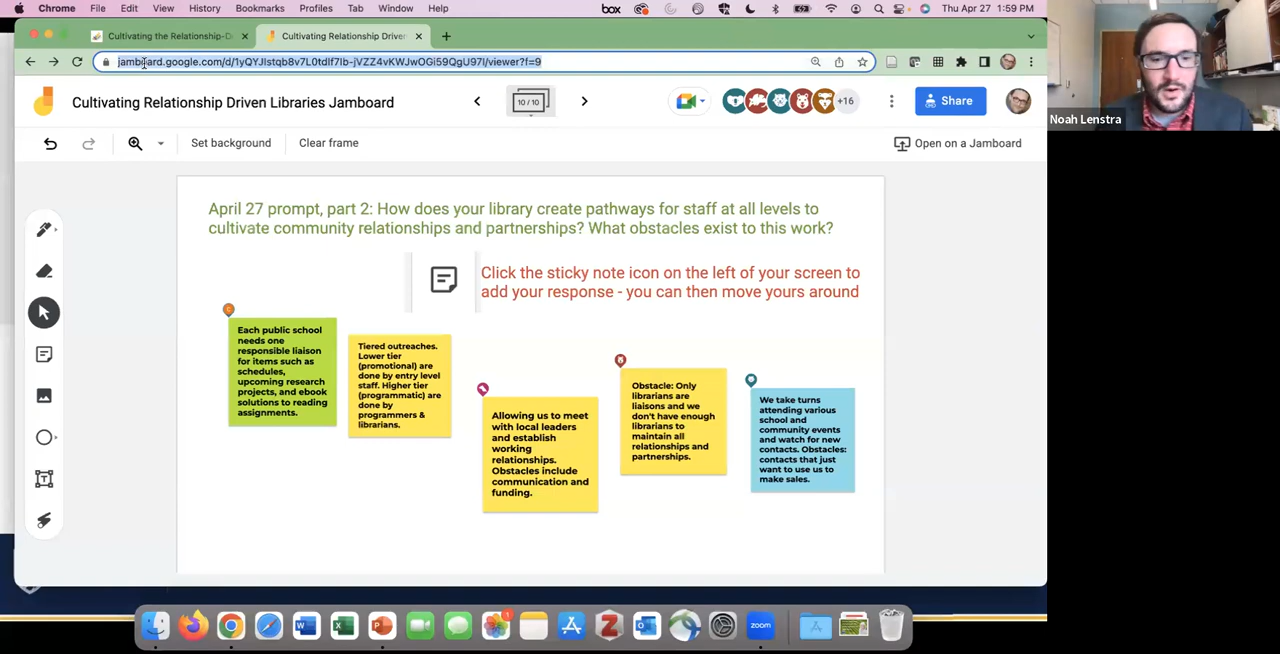 Chrome File Edit View History Bookmarks Profiles Tab Window Help box Thu Apr 27 1:59 PM
Cultivating the Relationship-D Cultivating Relationship Driven
jamboard.google.com/d/1yQYJIstqb8v7L0tdIf7Ib-jVZZ4vKWJwOGi59QgU97I/viewer?f=9
Cultivating Relationship Driven Libraries Jamboard 10 / 10 +16 Share
Set background Clear frame Open on a Jamboard
April 27 prompt, part 2: How does your library create pathways for staff at all levels to
cultivate community relationships and partnerships? What obstacles exist to this work?
Click the sticky note icon on the left of your screen to
add your response - you can then move yours around
Each public school
needs one
responsible liaison
for items such as
schedules,
upcoming research
projects, and ebook
solutions to reading
assignments.
Tiered outreaches.
Lower tier
(promotional) are
done by entry level
staff. Higher tier
(programmatic) are
done by
programmers &
librarians.
Allowing us to meet
with local leaders
and establish
working
relationships.
Obstacles include
communication and
funding.
Obstacle: Only
librarians are
liaisons and we
don't have enough
librarians to
maintain all
relationships and
partnerships.
We take turns
attending various
school and
community events
and watch for new
contacts. Obstacles:
contacts that just
want to use us to
make sales.
Noah Lenstra
zoom